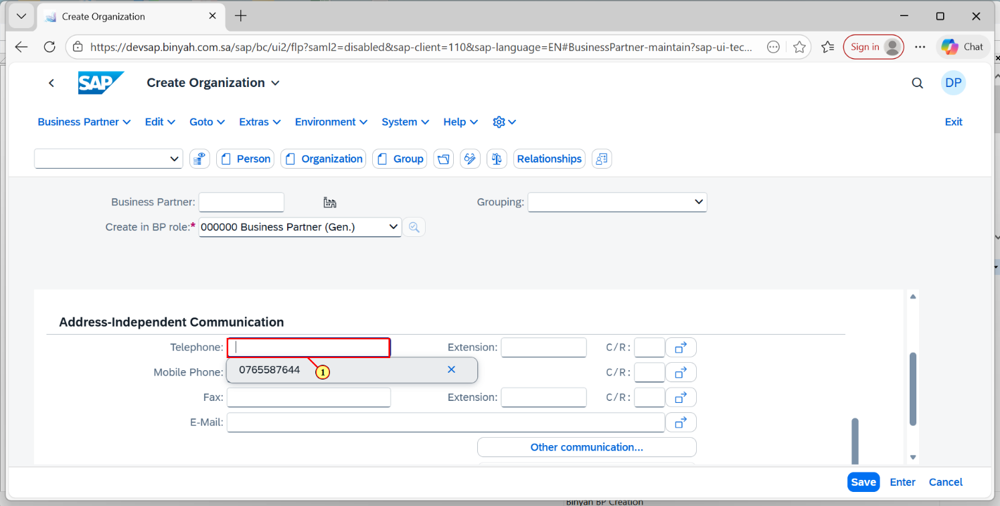 Create Organization
https://devsap.binyah.com.sa/sap/bc/ui2/flp?saml2=disabled&sap-client=110&sap-language=EN#BusinessPartner-maintain?sap-ui-tec... Sign in Chat
SAP Create Organization DP
Business Partner Edit Goto Extras Environment System Help Exit
Person Organization Group Relationships
Business Partner: Grouping:
Create in BP role:* 000000 Business Partner (Gen.)
Address-Independent Communication
Telephone: Extension: C/R:
0765587644 1
Mobile Phone: C/R:
Fax: Extension: C/R:
E-Mail:
Other communication...
Save Enter Cancel
Binyah BP Creation